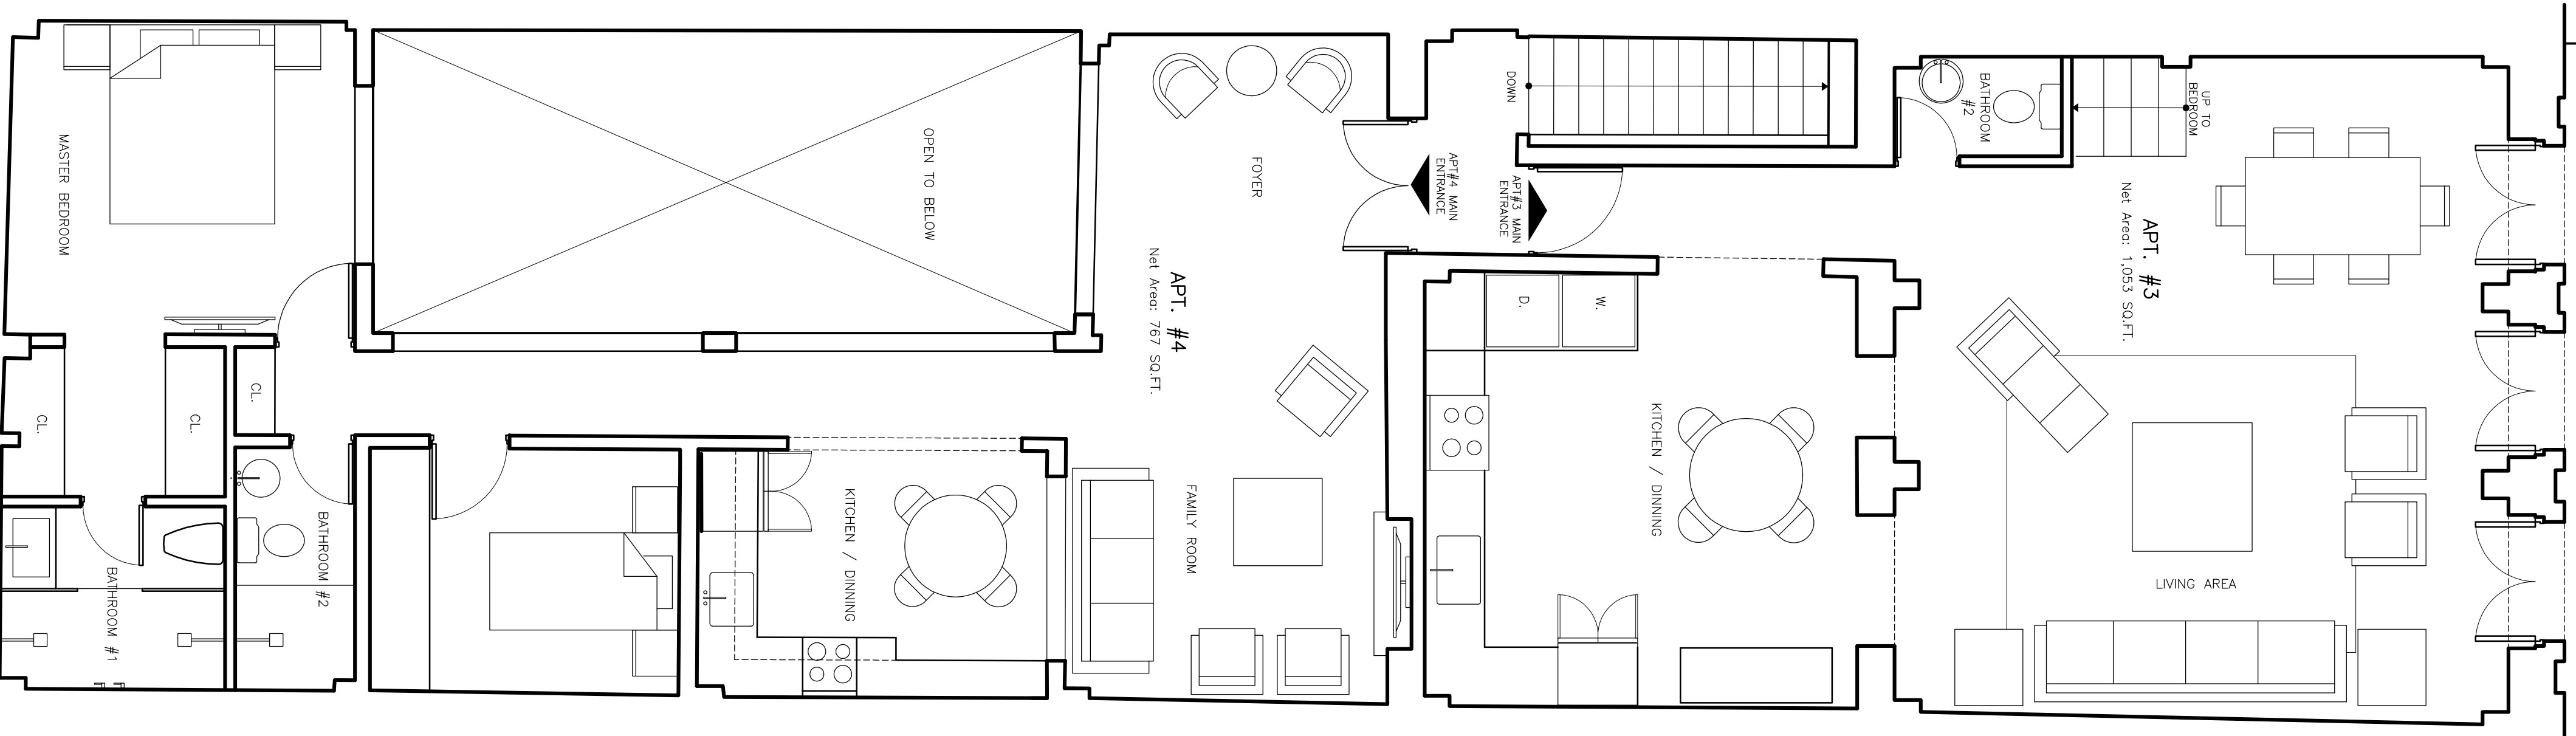 MASTER BEDROOM
CL.
CL.
CL.
BATHROOM #1
BATHROOM #2
OPEN TO BELOW
KITCHEN / DINNING
FOYER
APT. #4
Net Area: 767 SQ.FT.
FAMILY ROOM
APT#4 MAIN
ENTRANCE
APT#3 MAIN
ENTRANCE
DOWN
D.
W.
KITCHEN / DINNING
BATHROOM
#2
UP TO
BEDROOM
APT. #3
Net Area: 1,053 SQ.FT.
LIVING AREA